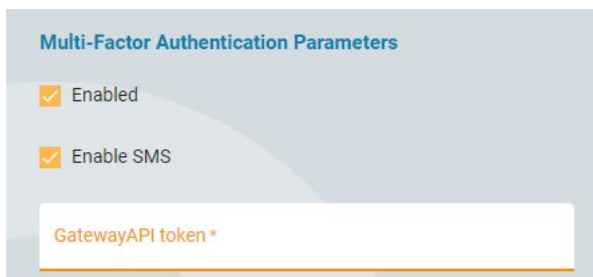 Multi-Factor Authentication Parameters
Enabled
Enable SMS
GatewayAPI token *